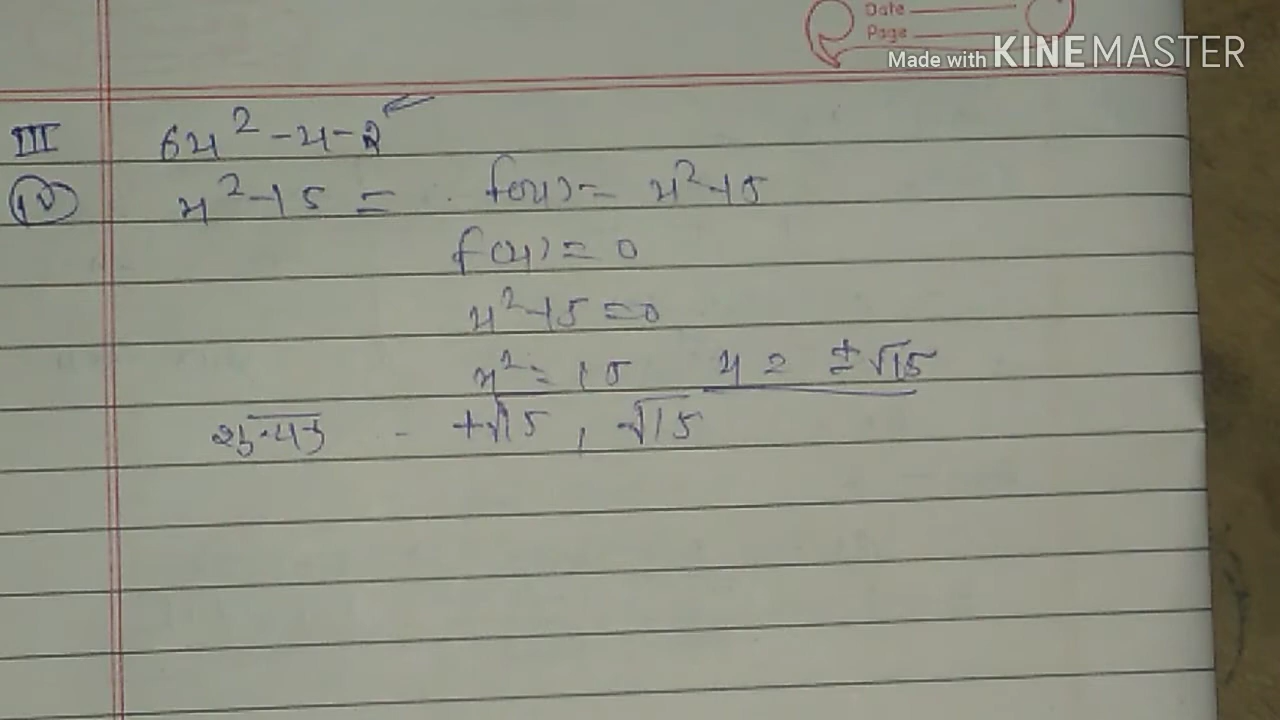 Date
Page
Made with KINEMASTER
III 6x² - x - 2
(iv) x² - 15 = f(x) = x² - 15
f(x) = 0
x² - 15 = 0
x² = 15 x = ±√15
शून्यक - +√15, -√15